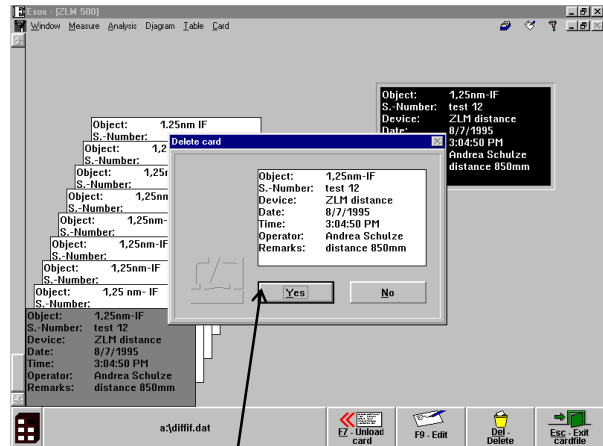 Esox - [ZLM 500]
Window Measure Analysis Djagram Table Card
Object: 1,25nm-IF
S.-Number: test 12
Device: ZLM distance
Date: 8/7/1995
3:04:50 PM
Andrea Schulze
distance 850mm
Object: 1.25nm IF
S.-Number:
Object: 1,2
S.-Number:
Object: 1,25n
S.-Number:
Object: 1,25nn
S.-Number:
Object: 1,25nm-
S.-Number:
Object: 1,25nm-IF
S.-Number:
Object: 1,25nm-IF
S.-Number:
Object: 1,25 nm- IF
S.-Number:
Object: 1,25nm-IF
S.-Number: test 12
Device: ZLM distance
Date: 8/7/1995
Time: 3:04:50 PM
Operator: Andrea Schulze
Remarks: distance 850mm
Delete card
Object: 1,25nm-IF
S.-Number: test 12
Device: ZLM distance
Date: 8/7/1995
Time: 3:04:50 PM
Operator: Andrea Schulze
Remarks: distance 850mm
Yes No
a:\diffif.dat
F7 - Unload card
F9 - Edit
Del - Delete
Esc - Exit cardfile